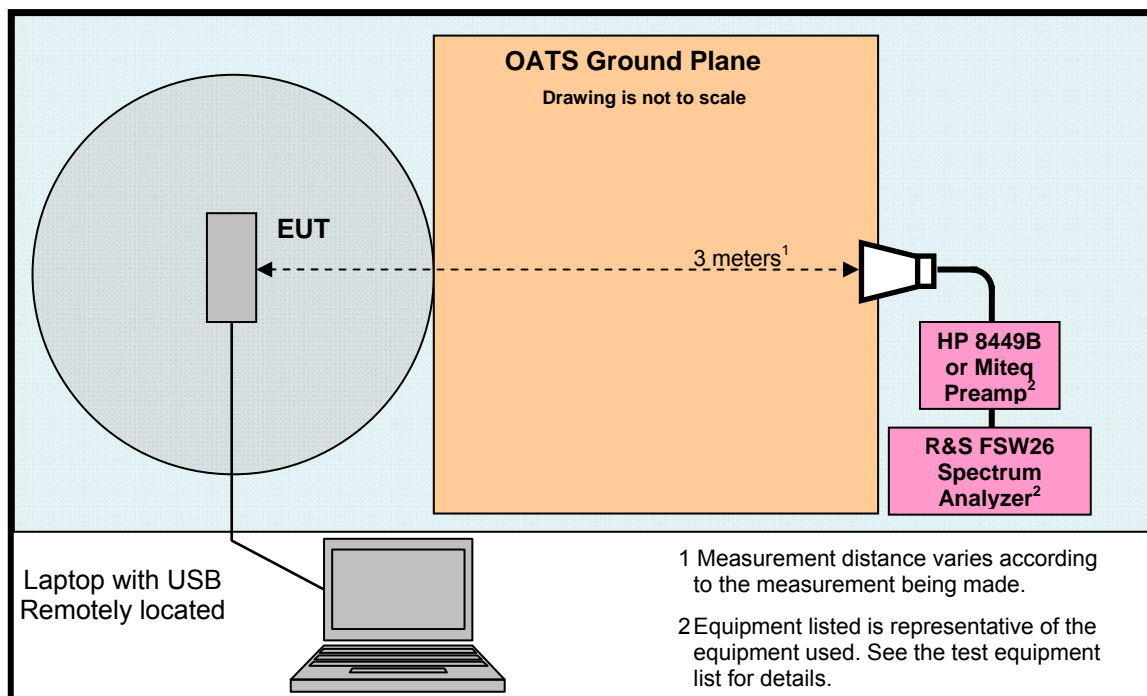 OATS Ground Plane
Drawing is not to scale
EUT
3 meters1
HP 8449B
or Miteq
Preamp2
R&S FSW26
Spectrum
Analyzer2
Laptop with USB
Remotely located
1 Measurement distance varies according
to the measurement being made.
2 Equipment listed is representative of the
equipment used. See the test equipment
list for details.